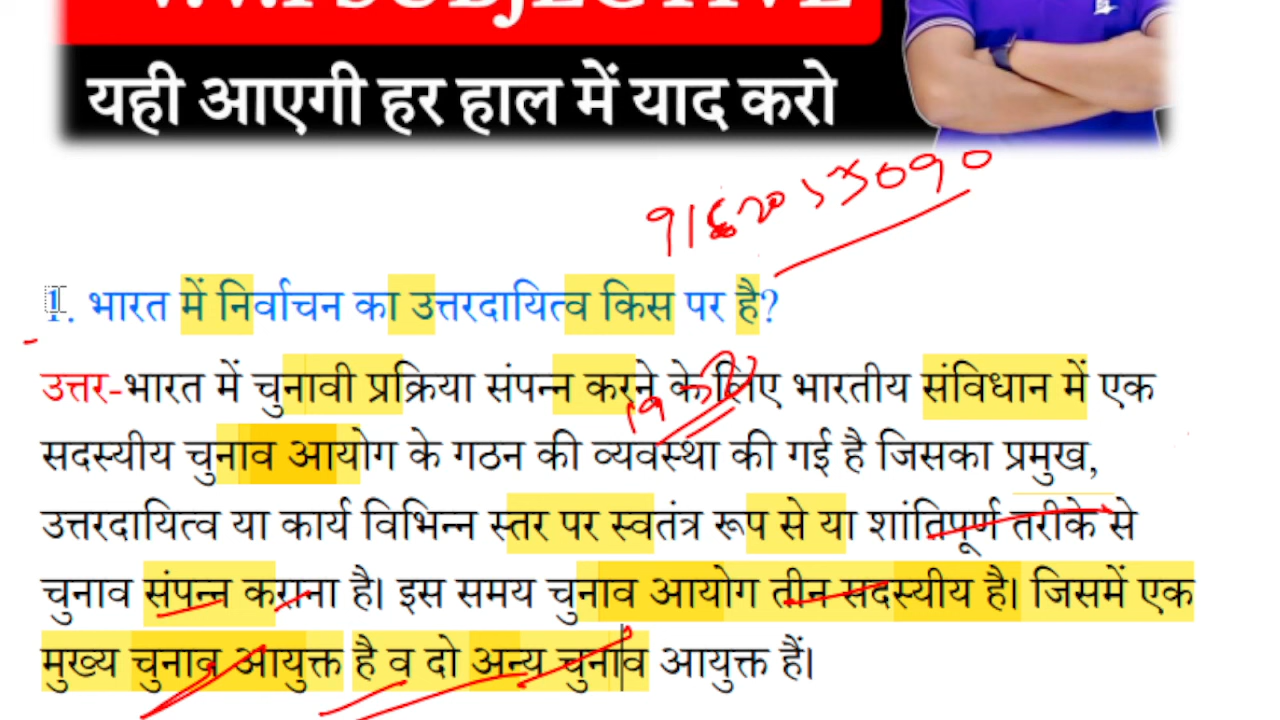 V.V.I SUBJECTIVE
यही आएगी हर हाल में याद करो
1. भारत में निर्वाचन का उत्तरदायित्व किस पर है?
उत्तर-भारत में चुनावी प्रक्रिया संपन्न करने के लिए भारतीय संविधान में एक
सदस्यीय चुनाव आयोग के गठन की व्यवस्था की गई है जिसका प्रमुख,
उत्तरदायित्व या कार्य विभिन्न स्तर पर स्वतंत्र रूप से या शांतिपूर्ण तरीके से
चुनाव संपन्न कराना है। इस समय चुनाव आयोग तीन सदस्यीय है। जिसमें एक
मुख्य चुनाव आयुक्त है व दो अन्य चुनाव आयुक्त हैं।